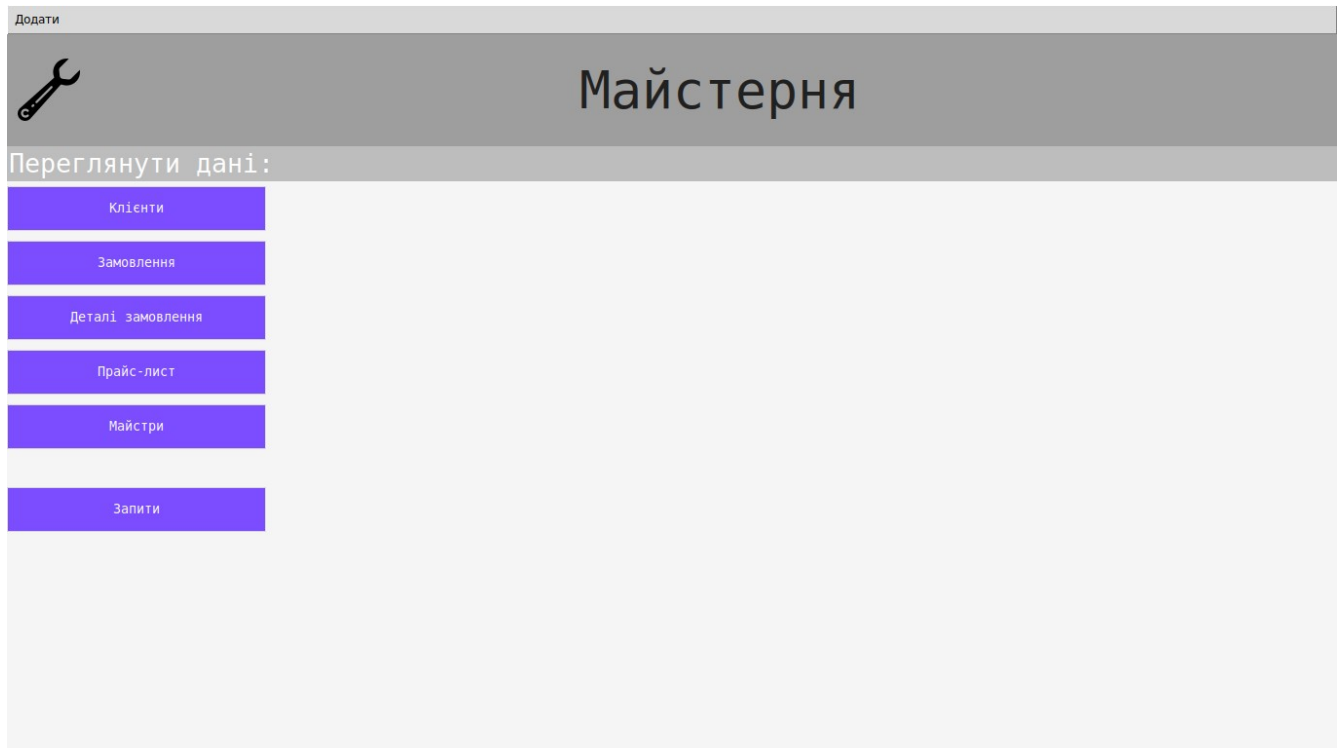 Додати
Майстерня
Переглянути дані:
Клієнти
Замовлення
Деталі замовлення
Прайс-лист
Майстри
Запити